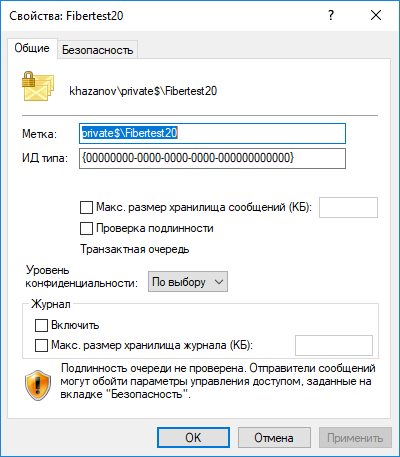 Свойства: Fibertest20
Общие
Безопасность
khazanov\private$\Fibertest20
Метка:
private$\Fibertest20
ИД типа:
{00000000-0000-0000-0000-000000000000}
Макс. размер хранилища сообщений (КБ):
Проверка подлинности
Транзактная очередь
Уровень
конфиденциальности:
По выбору
Журнал
Включить
Макс. размер хранилища журнала (КБ):
Подлинность очереди не проверена. Отправители сообщений
могут обойти параметры управления доступом, заданные на
вкладке "Безопасность".
OK
Отмена
Применить